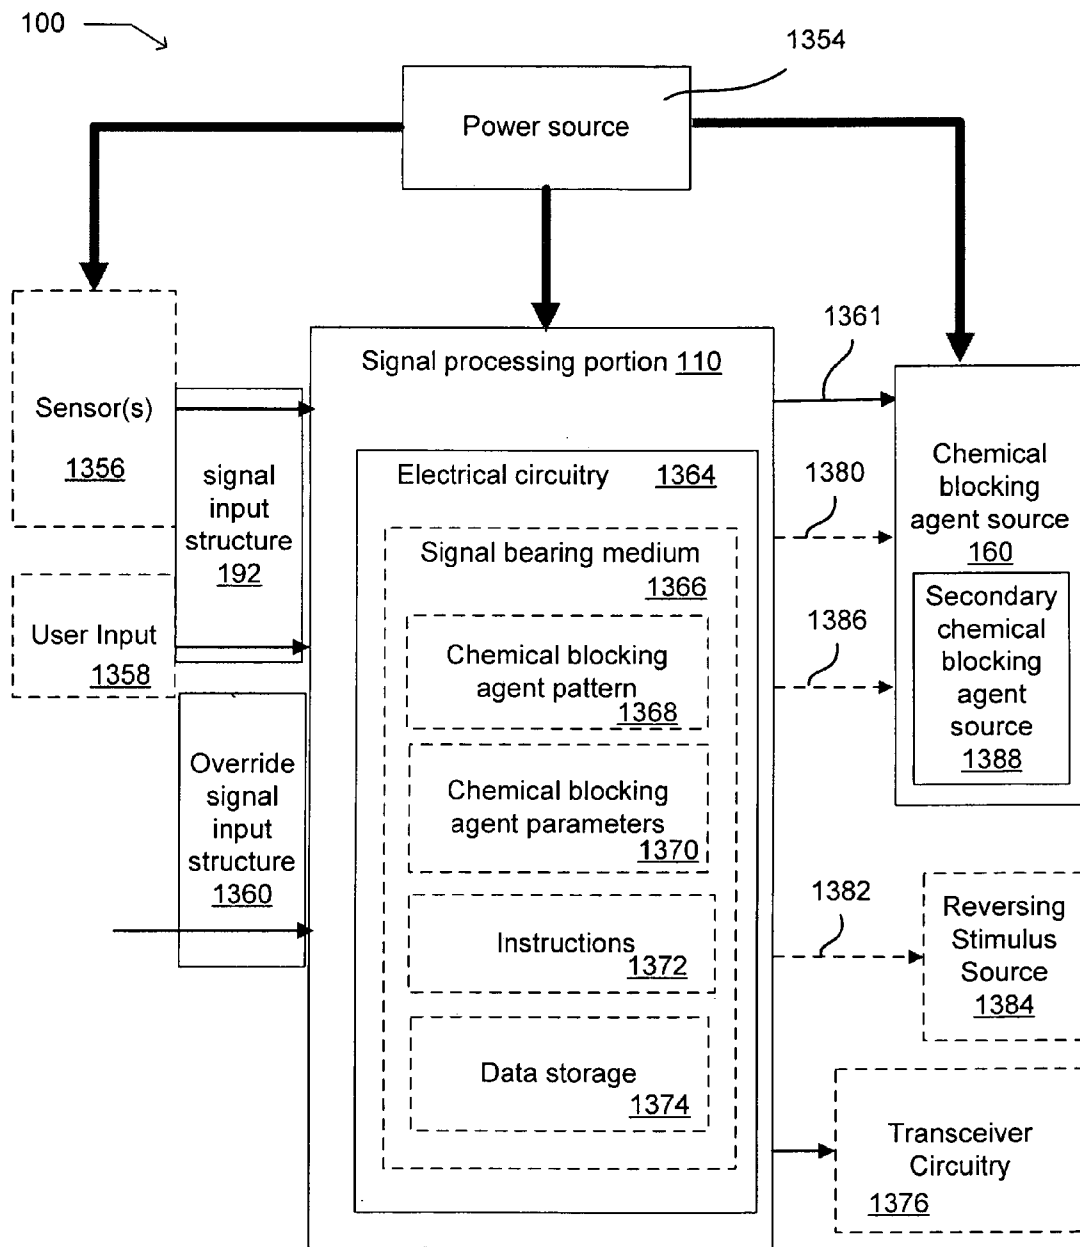 100
1354
Power source
1361
Signal processing portion 110
Sensor(s)
1356
signal
input
structure
192
Electrical circuitry 1364
1380
Chemical
blocking
agent source
160
Signal bearing medium
1366
User Input
1358
Chemical blocking
agent pattern
1368
1386
Secondary
chemical
blocking
agent
source
1388
Override
signal
input
structure
1360
Chemical blocking
agent parameters
1370
Instructions
1372
1382
Reversing
Stimulus
Source
1384
Data storage
1374
Transceiver
Circuitry
1376